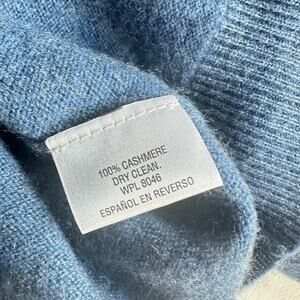 100% CASHMERE
DRY CLEAN.
WPL 8046
ESPAÑOL EN REVERSO